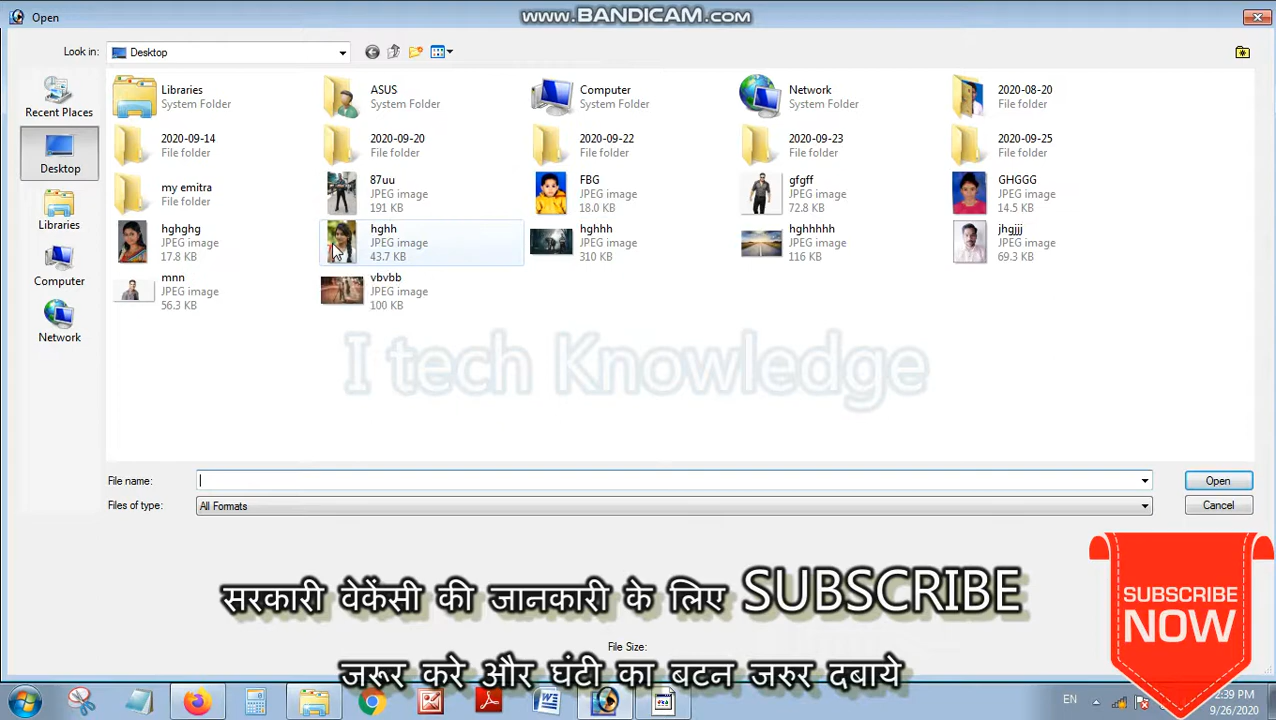 Open
www.BANDICAM.com
Look in:
Desktop
Recent Places
Desktop
Libraries
Computer
Network
Libraries
System Folder
ASUS
System Folder
Computer
System Folder
Network
System Folder
2020-08-20
File folder
2020-09-14
File folder
2020-09-20
File folder
2020-09-22
File folder
2020-09-23
File folder
2020-09-25
File folder
my emitra
File folder
87uu
JPEG image
191 KB
FBG
JPEG image
18.0 KB
gfgff
JPEG image
72.8 KB
GHGGG
JPEG image
14.5 KB
hghghg
JPEG image
17.8 KB
hghh
JPEG image
43.7 KB
hghhh
JPEG image
310 KB
hghhhhh
JPEG image
116 KB
jhgjjj
JPEG image
69.3 KB
mnn
JPEG image
56.3 KB
vbvbb
JPEG image
100 KB
I tech Knowledge
File name:
Open
Files of type:
All Formats
Cancel
सरकारी वेकेंसी की जानकारी के लिए SUBSCRIBE
File Size:
जरूर करे और घंटी का बटन जरुर दबाये
SUBSCRIBE
NOW
EN
9/26/2020